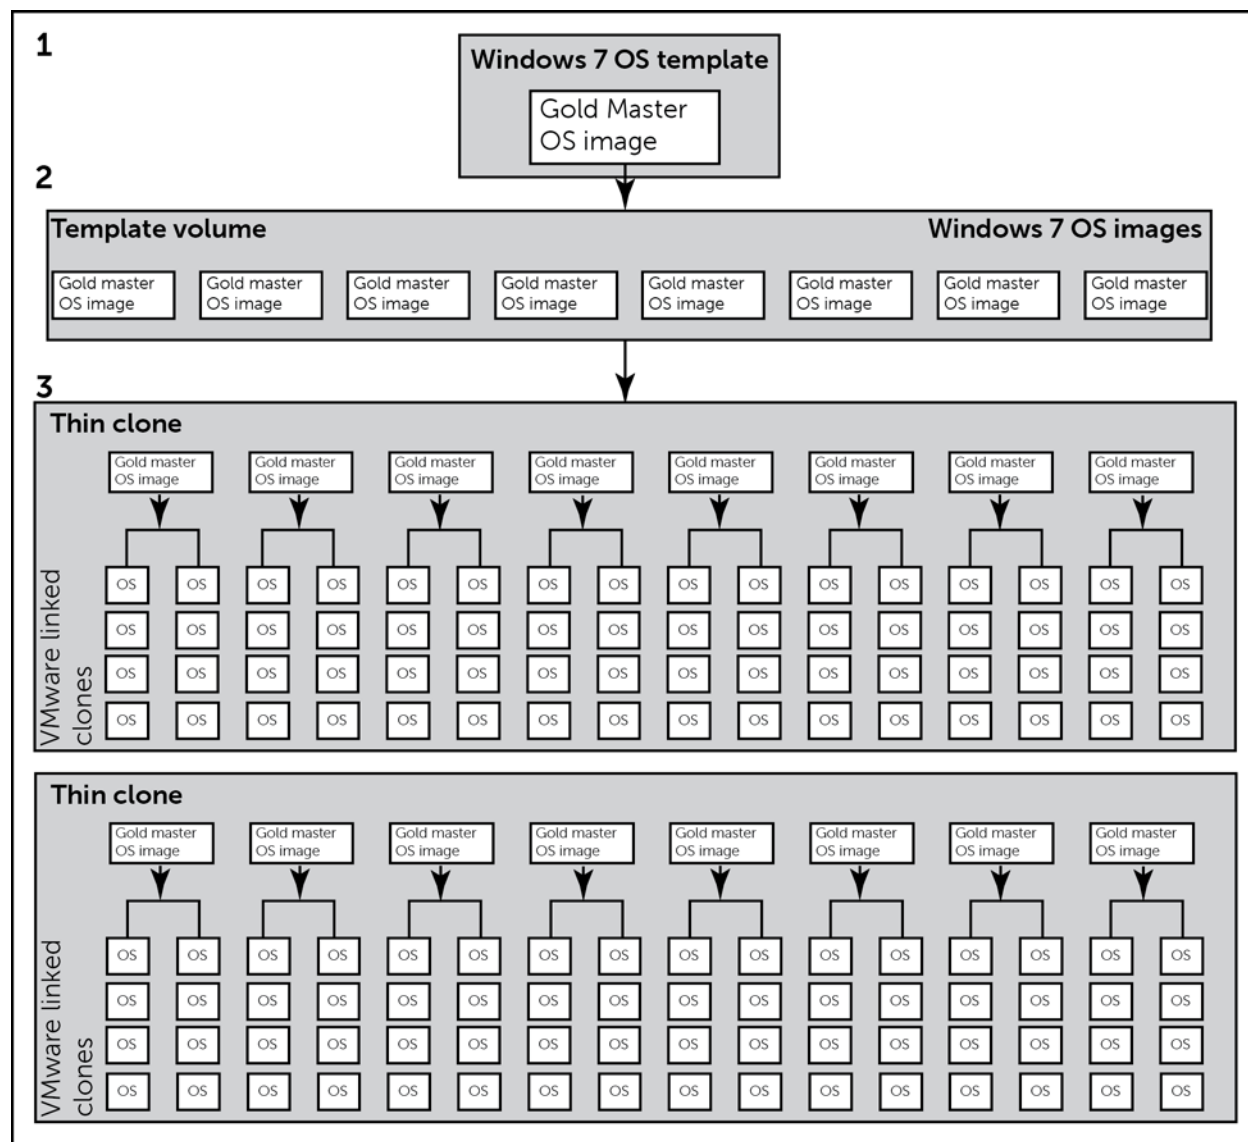 1
Windows 7 OS template
Gold Master
OS image
2
Template volume
Windows 7 OS images
Gold master
OS image
Gold master
OS image
Gold master
OS image
Gold master
OS image
Gold master
OS image
Gold master
OS image
Gold master
OS image
Gold master
OS image
3
Thin clone
Gold master
OS image
Gold master
OS image
Gold master
OS image
Gold master
OS image
Gold master
OS image
Gold master
OS image
Gold master
OS image
Gold master
OS image
VMware linked
clones
OS OS OS OS OS OS OS OS OS OS OS OS OS OS OS OS
OS OS OS OS OS OS OS OS OS OS OS OS OS OS OS OS
OS OS OS OS OS OS OS OS OS OS OS OS OS OS OS OS
OS OS OS OS OS OS OS OS OS OS OS OS OS OS OS OS
Thin clone
Gold master
OS image
Gold master
OS image
Gold master
OS image
Gold master
OS image
Gold master
OS image
Gold master
OS image
Gold master
OS image
Gold master
OS image
VMware linked
clones
OS OS OS OS OS OS OS OS OS OS OS OS OS OS OS OS
OS OS OS OS OS OS OS OS OS OS OS OS OS OS OS OS
OS OS OS OS OS OS OS OS OS OS OS OS OS OS OS OS
OS OS OS OS OS OS OS OS OS OS OS OS OS OS OS OS